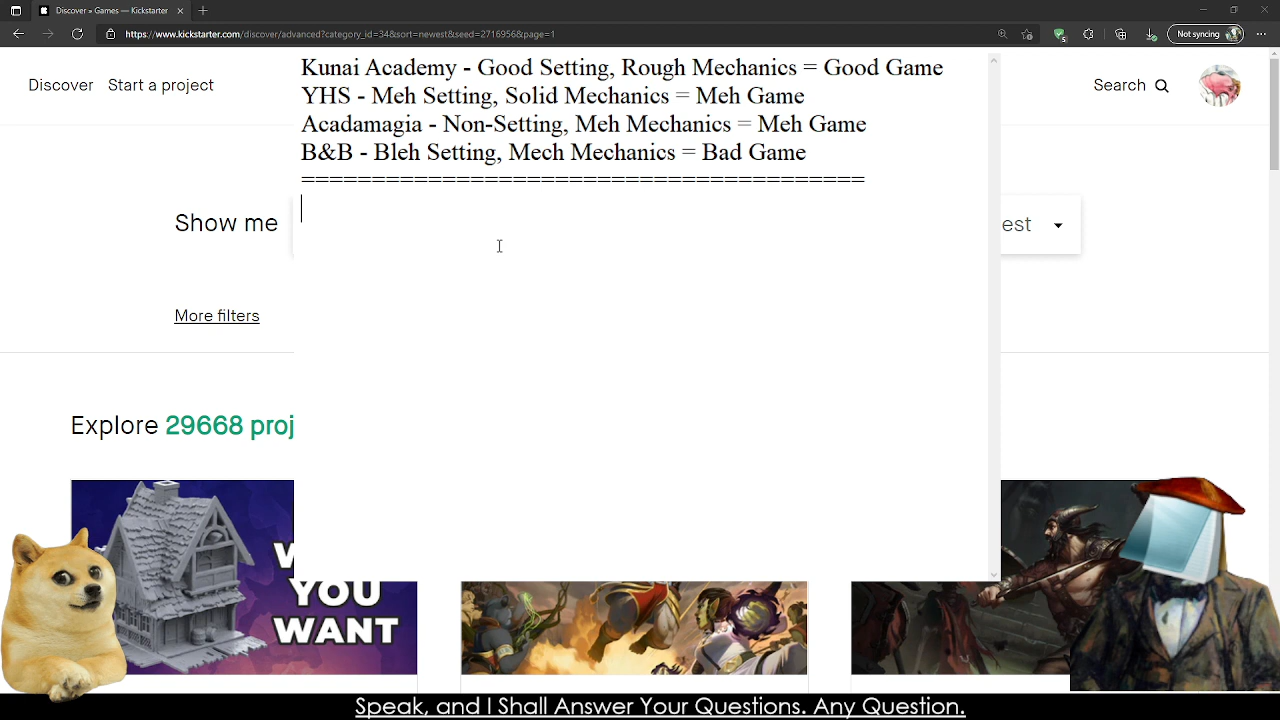 Discover » Games — Kickstarter
https://www.kickstarter.com/discover/advanced?category_id=34&sort=newest&seed=2716956&page=1
Not syncing
Discover Start a project
Search
Kunai Academy - Good Setting, Rough Mechanics = Good Game
YHS - Meh Setting, Solid Mechanics = Meh Game
Acadamagia - Non-Setting, Meh Mechanics = Meh Game
B&B - Bleh Setting, Mech Mechanics = Bad Game
========================================
Show me
est
More filters
Explore 29668 proj
W
YOU
WANT
Speak, and I Shall Answer Your Questions. Any Question.